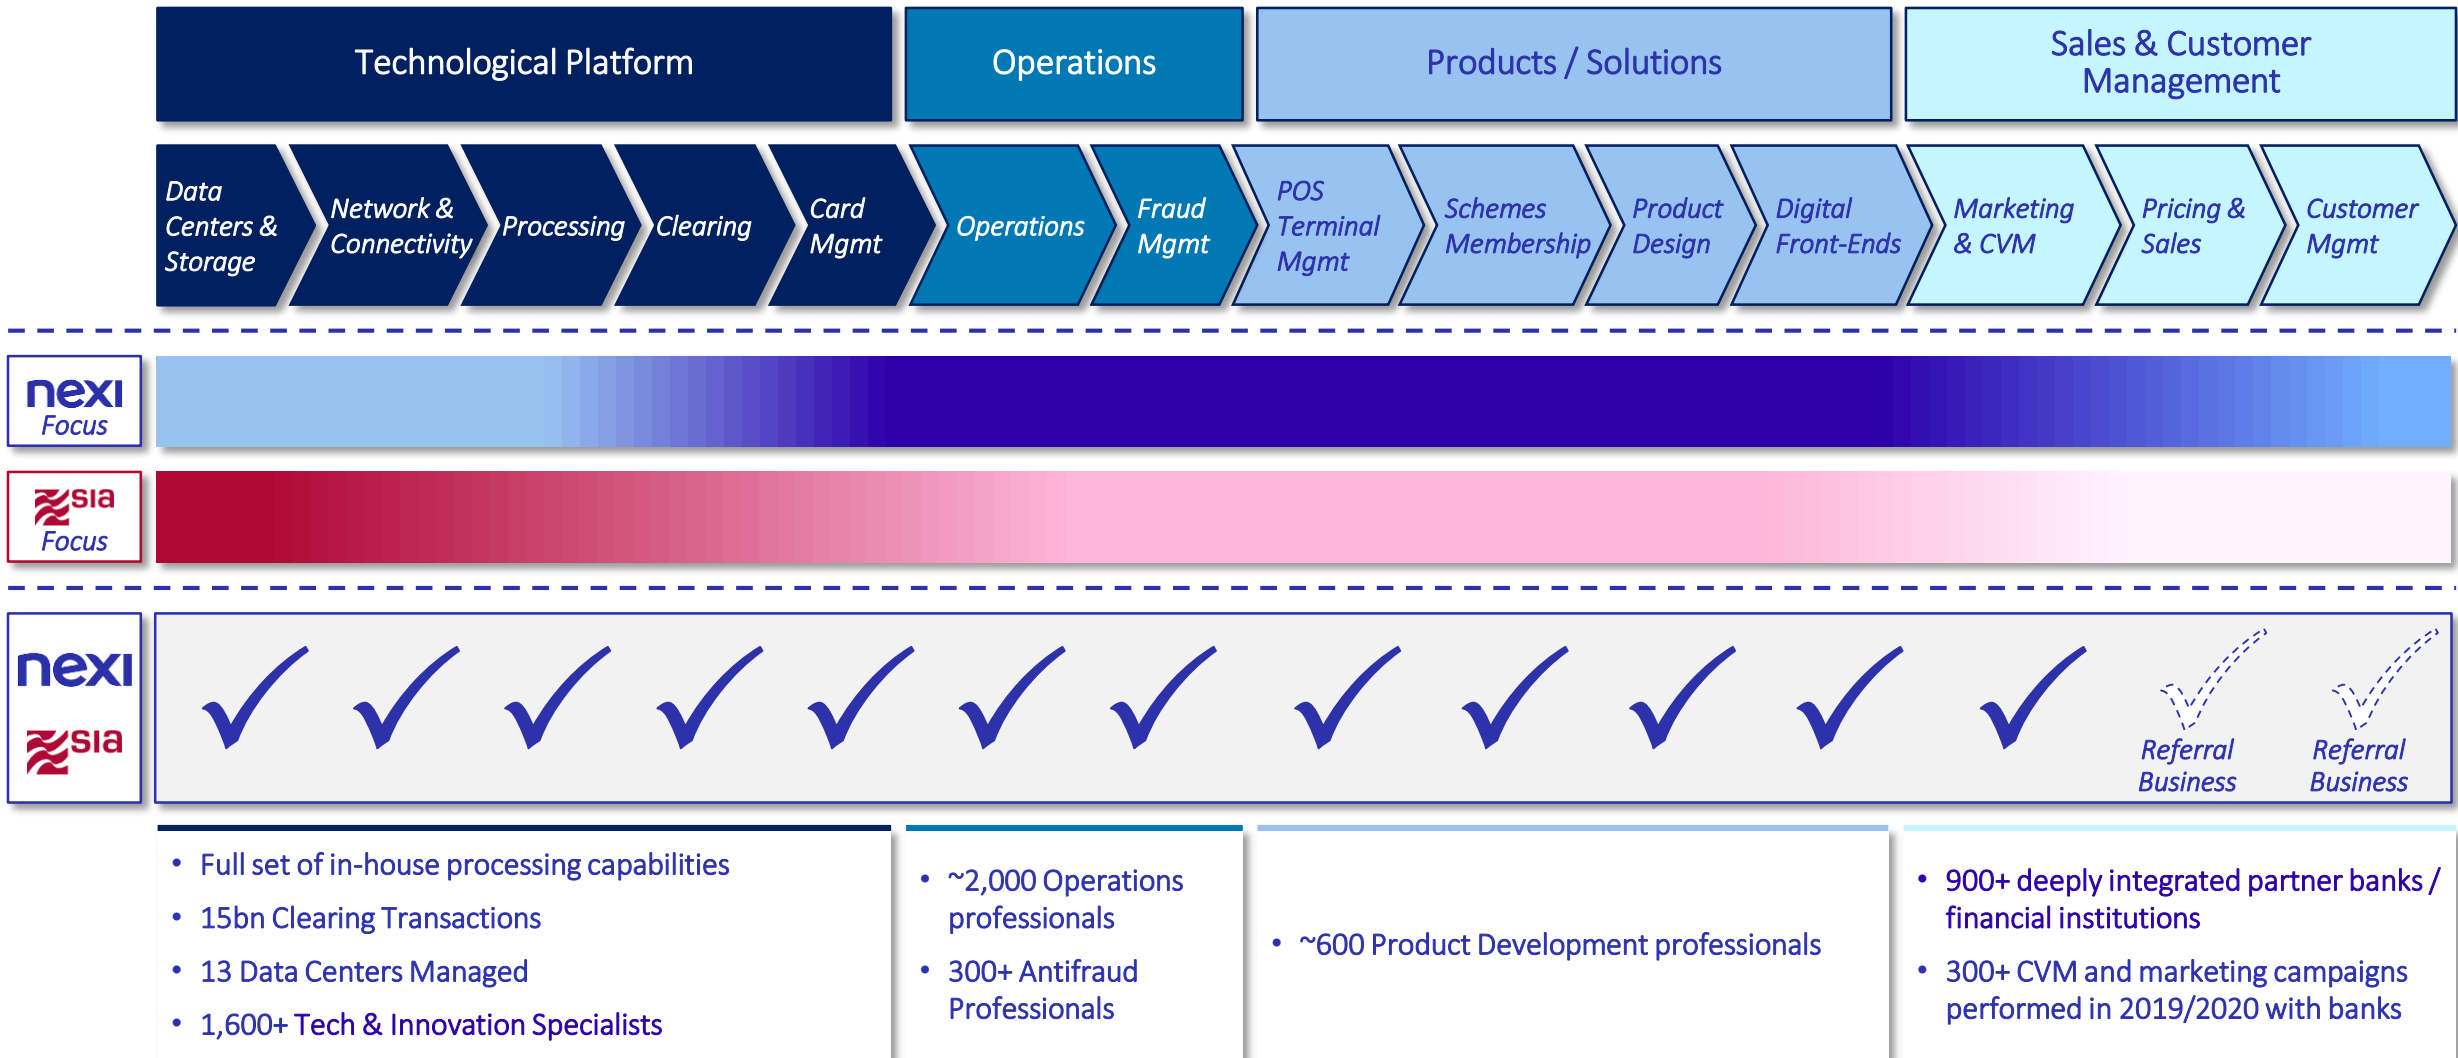 Technological Platform
Operations
Products / Solutions
Sales & Customer
Management
Data
Centers &
Storage
Network &
Connectivity
Processing
Clearing
Card
Mgmt
Operations
Fraud
Mgmt
POS
Terminal
Mgmt
Schemes
Membership
Product
Design
Digital
Front-Ends
Marketing
& CVM
Pricing &
Sales
Customer
Mgmt
nexi
Focus
sia
Focus
nexi
sia
Referral
Business
Referral
Business
• Full set of in-house processing capabilities
• 15bn Clearing Transactions
• 13 Data Centers Managed
• 1,600+ Tech & Innovation Specialists
• ~2,000 Operations
professionals
• 300+ Antifraud
Professionals
• ~600 Product Development professionals
• 900+ deeply integrated partner banks /
financial institutions
• 300+ CVM and marketing campaigns
performed in 2019/2020 with banks